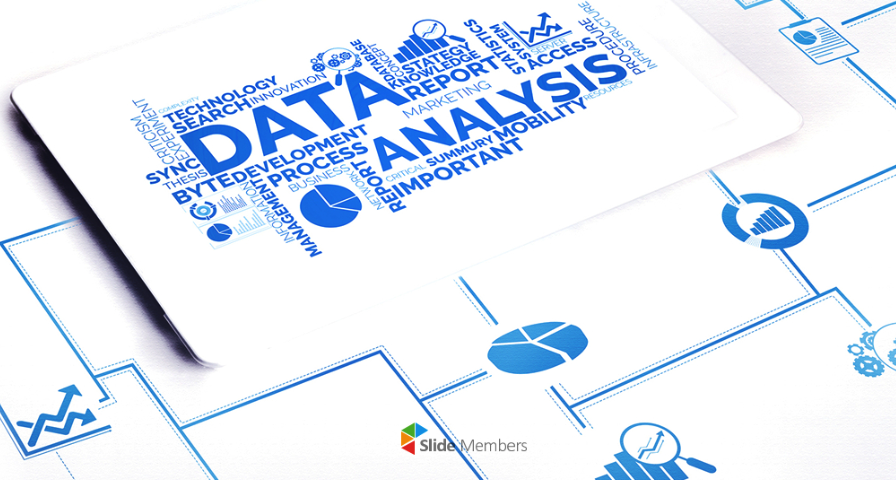 COMPLEXITY
TECHNOLOGY
SEARCH
INNOVATION
DATABASE
CONCEPT
STATEGY
KNOWLEDGE
REPORT
STATISTICS
SYSTEM
SERVER
ACCESS
PROCEDURE
INFRASTRUCTURE
CRITICISM
EXPERIMENT
DATA
MARKETING
ANALYSIS
SYNC
THESIS
BYTE
DEVELOPMENT
PROCESS
BUSINESS
CRITICAL
SUMMURY
MOBILITY
RESOURCES
INFORMATION
MANAGEMENT
NETWORK
REPORT
IMPORTANT
Slide Members